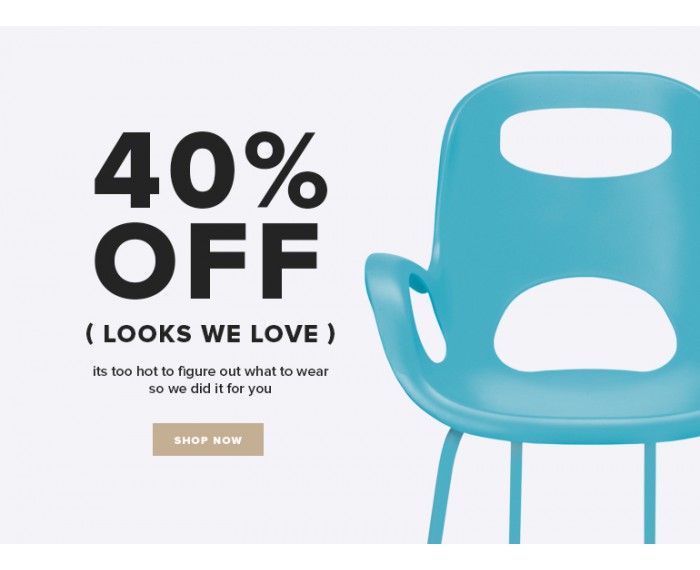 40%
OFF
( LOOKS WE LOVE )
its too hot to figure out what to wear
so we did it for you
SHOP NOW